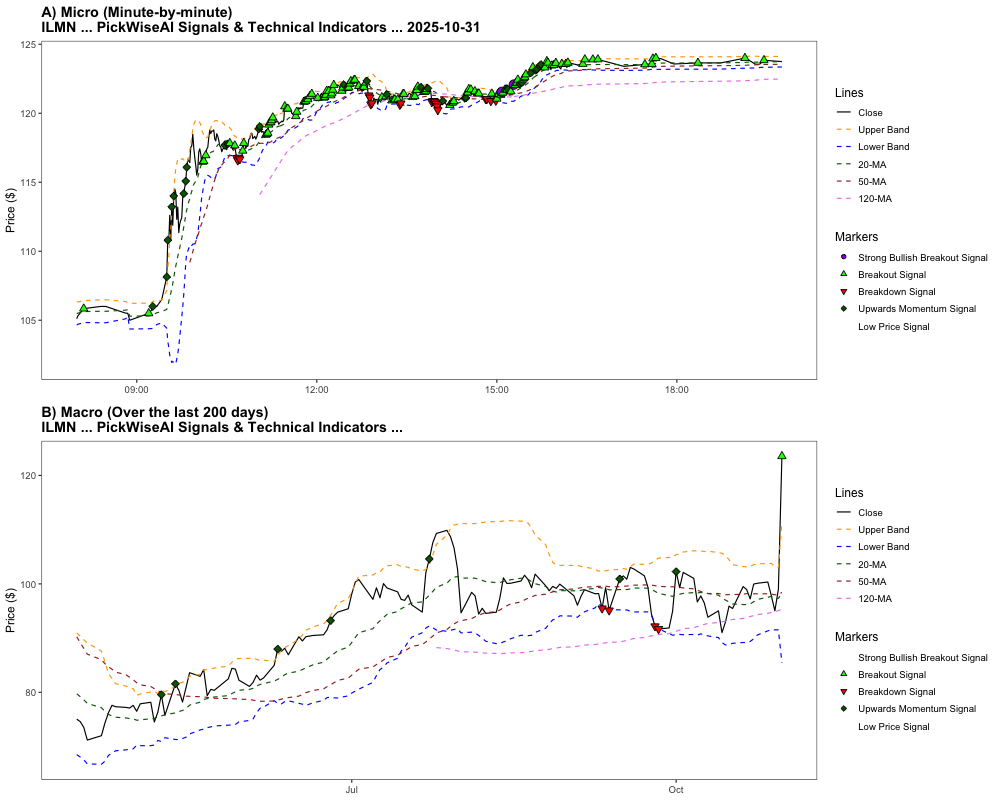 A) Micro (Minute-by-minute)
ILMN ... PickWiseAI Signals & Technical Indicators ... 2025-10-31
Price ($)
125
120
115
110
105
09:00
12:00
15:00
18:00
Lines
Close
Upper Band
Lower Band
20-MA
50-MA
120-MA
Markers
Strong Bullish Breakout Signal
Breakout Signal
Breakdown Signal
Upwards Momentum Signal
Low Price Signal
B) Macro (Over the last 200 days)
ILMN ... PickWiseAI Signals & Technical Indicators ...
Price ($)
120
100
80
Jul
Oct
Lines
Close
Upper Band
Lower Band
20-MA
50-MA
120-MA
Markers
Strong Bullish Breakout Signal
Breakout Signal
Breakdown Signal
Upwards Momentum Signal
Low Price Signal